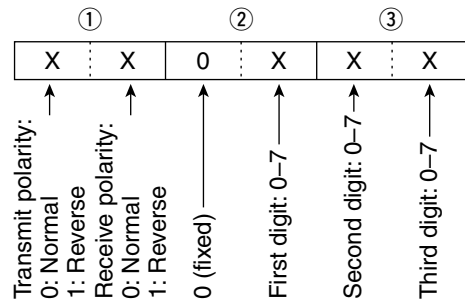 ① ② ③
X X 0 X X X
Transmit polarity:
0: Normal
1: Reverse
Receive polarity:
0: Normal
1: Reverse
0 (fixed)
First digit: 0–7
Second digit: 0–7
Third digit: 0–7